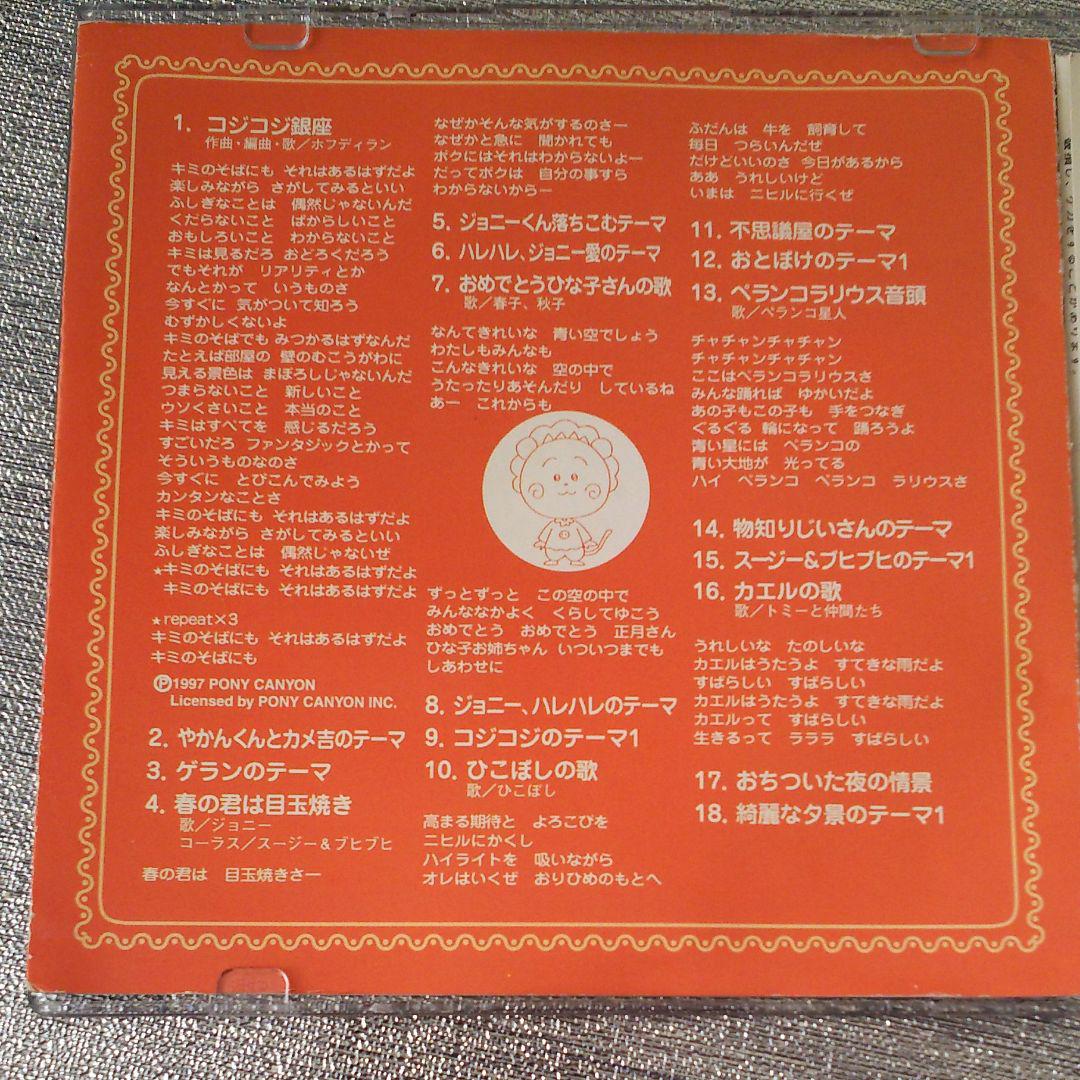 1. コジコジ銀座
作曲・編曲・歌／ホフディラン
キミのそばにも それはあるはずだよ
楽しみながら さがしてみるといい
ふしぎなことは 偶然じゃないんだ
くだらないこと ばからしいこと
おもしろいこと わからないこと
キミは見るだろ おどろくだろう
でもそれが リアリティとか
なんとかって いうものさ
今すぐに 気がついて知ろう
むずかしくないよ
キミのそばでも みつかるはずなんだ
たとえば部屋の 壁のむこうがわに
見える景色は まぼろしじゃないんだ
つまらないこと 新しいこと
ウソくさいこと 本当のこと
キミはすべてを 感じるだろう
すごいだろ ファンタジックとかって
そういうものなのさ
今すぐに とびこんでみよう
カンタンなことさ
キミのそばにも それはあるはずだよ
楽しみながら さがしてみるといい
ふしぎなことは 偶然じゃないぜ
★キミのそばにも それはあるはずだよ
キミのそばにも それはあるはずだよ
★repeat×3
キミのそばにも それはあるはずだよ
キミのそばにも
Ⓟ1997 PONY CANYON
Licensed by PONY CANYON INC.
2. やかんくんとカメ吉のテーマ
3. ゲランのテーマ
4. 春の君は目玉焼き
歌／ジョニー
コーラス／スージー＆ブヒブヒ
春の君は 目玉焼きさー
なぜかそんな気がするのさー
なぜかと急に 聞かれても
ボクにはそれはわからないよー
だってボクは 自分の事すら
わからないからー
5. ジョニーくん落ちこむテーマ
6. ハレハレ、ジョニー愛のテーマ
7. おめでとうひな子さんの歌
歌／春子、秋子
なんてきれいな 青い空でしょう
わたしもみんなも
こんなきれいな 空の中で
うたったりあそんだり しているね
あー これからも
ずっとずっと この空の中で
みんななかよく くらしてゆこう
おめでとう おめでとう 正月さん
ひな子お姉ちゃん いついつまでも
しあわせに
8. ジョニー、ハレハレのテーマ
9. コジコジのテーマ1
10. ひこぼしの歌
歌／ひこぼし
高まる期待と よろこびを
ニヒルにかくし
ハイライトを 吸いながら
オレはいくぜ おりひめのもとへ
ふだんは 牛を 飼育して
毎日 つらいんだぜ
だけどいいのさ 今日があるから
ああ うれしいけど
いまは ニヒルに行くぜ
11. 不思議屋のテーマ
12. おとぼけのテーマ1
13. ペランコラリウス音頭
歌／ペランコ星人
チャチャンチャチャン
チャチャンチャチャン
ここはペランコラリウスさ
みんな踊れば ゆかいだよ
あの子もこの子も 手をつなぎ
ぐるぐる 輪になって 踊ろうよ
青い星には ペランコの
青い大地が 光ってる
ハイ ペランコ ペランコ ラリウスさ
14. 物知りじいさんのテーマ
15. スージー＆ブヒブヒのテーマ1
16. カエルの歌
歌／トミーと仲間たち
うれしいな たのしいな
カエルはうたうよ すてきな雨だよ
すばらしい すばらしい
カエルはうたうよ すてきな雨だよ
カエルって すばらしい
生きるって ラララ すばらしい
17. おちついた夜の情景
18. 綺麗な夕景のテーマ1